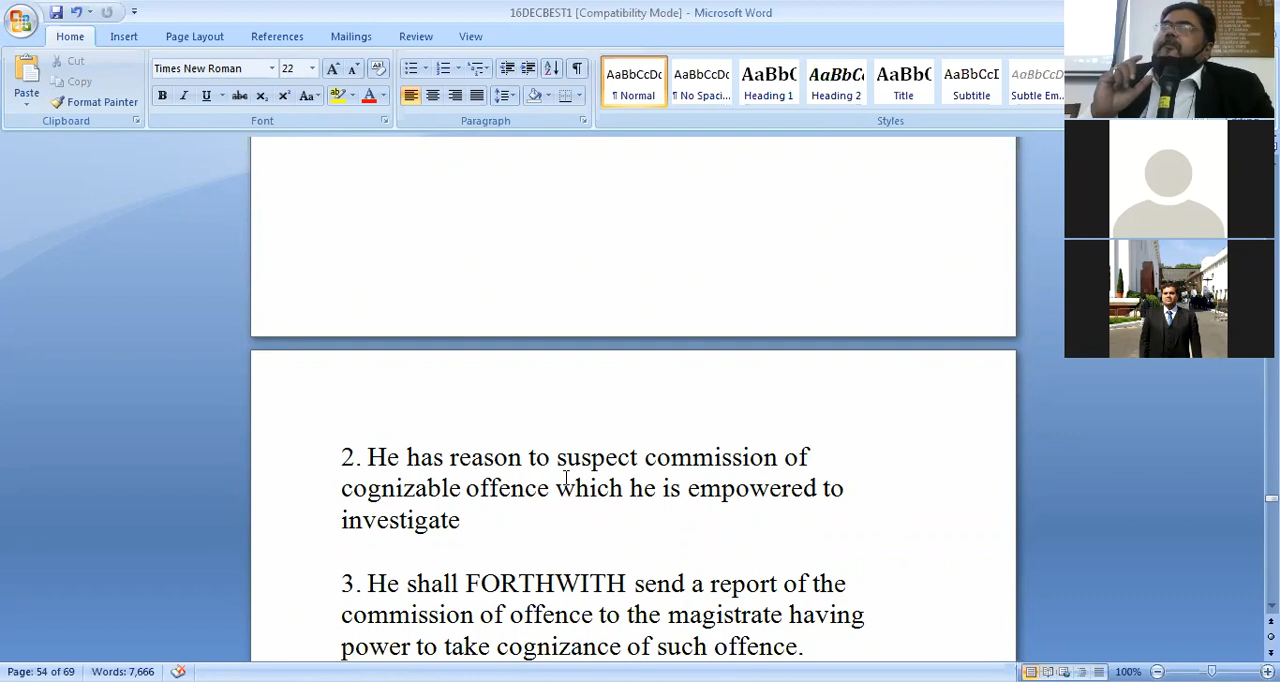 16DECBEST1 [Compatibility Mode] - Microsoft Word
Home Insert Page Layout References Mailings Review View
Paste
Cut
Copy
Format Painter
Clipboard
Times New Roman 22
Font
Paragraph
AaBbCcDc AaBbCcDc AaBbC AaBbC AaBbC AaBbCcI AaBbCcDc
¶ Normal ¶ No Spaci... Heading 1 Heading 2 Title Subtitle Subtle Em...
Styles
2. He has reason to suspect commission of
cognizable offence which he is empowered to
investigate
3. He shall FORTHWITH send a report of the
commission of offence to the magistrate having
power to take cognizance of such offence.
Page: 54 of 69 Words: 7,666 100%